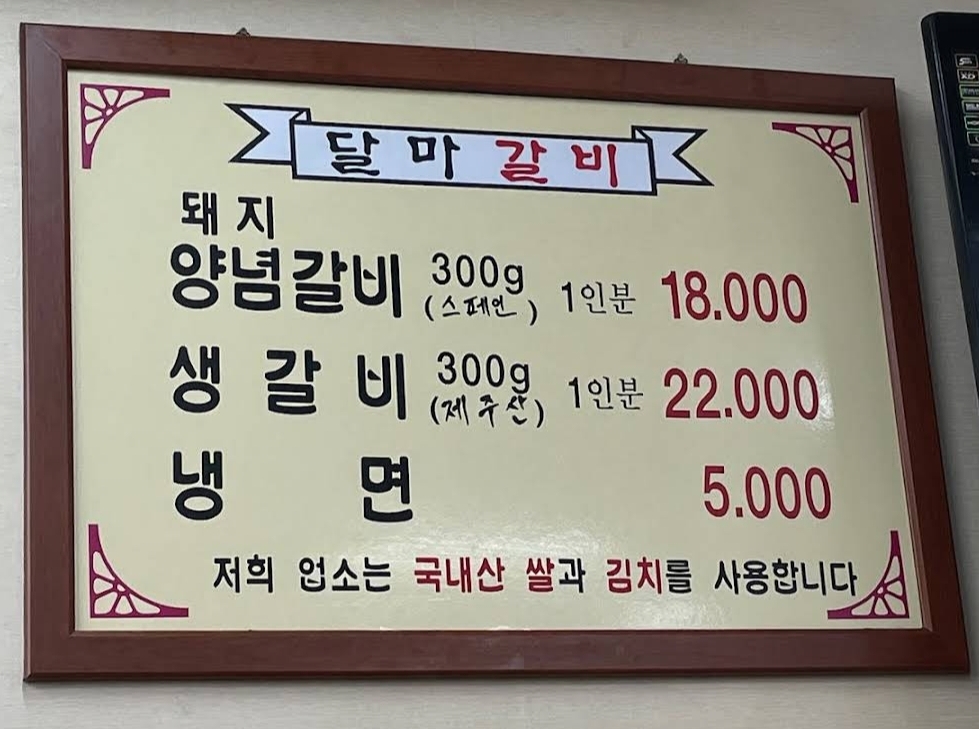 달마갈비
돼지
양념갈비 300g (스페인) 1인분 18.000
생갈비 300g (제주산) 1인분 22.000
냉면 5.000
저희 업소는 국내산 쌀과 김치를 사용합니다